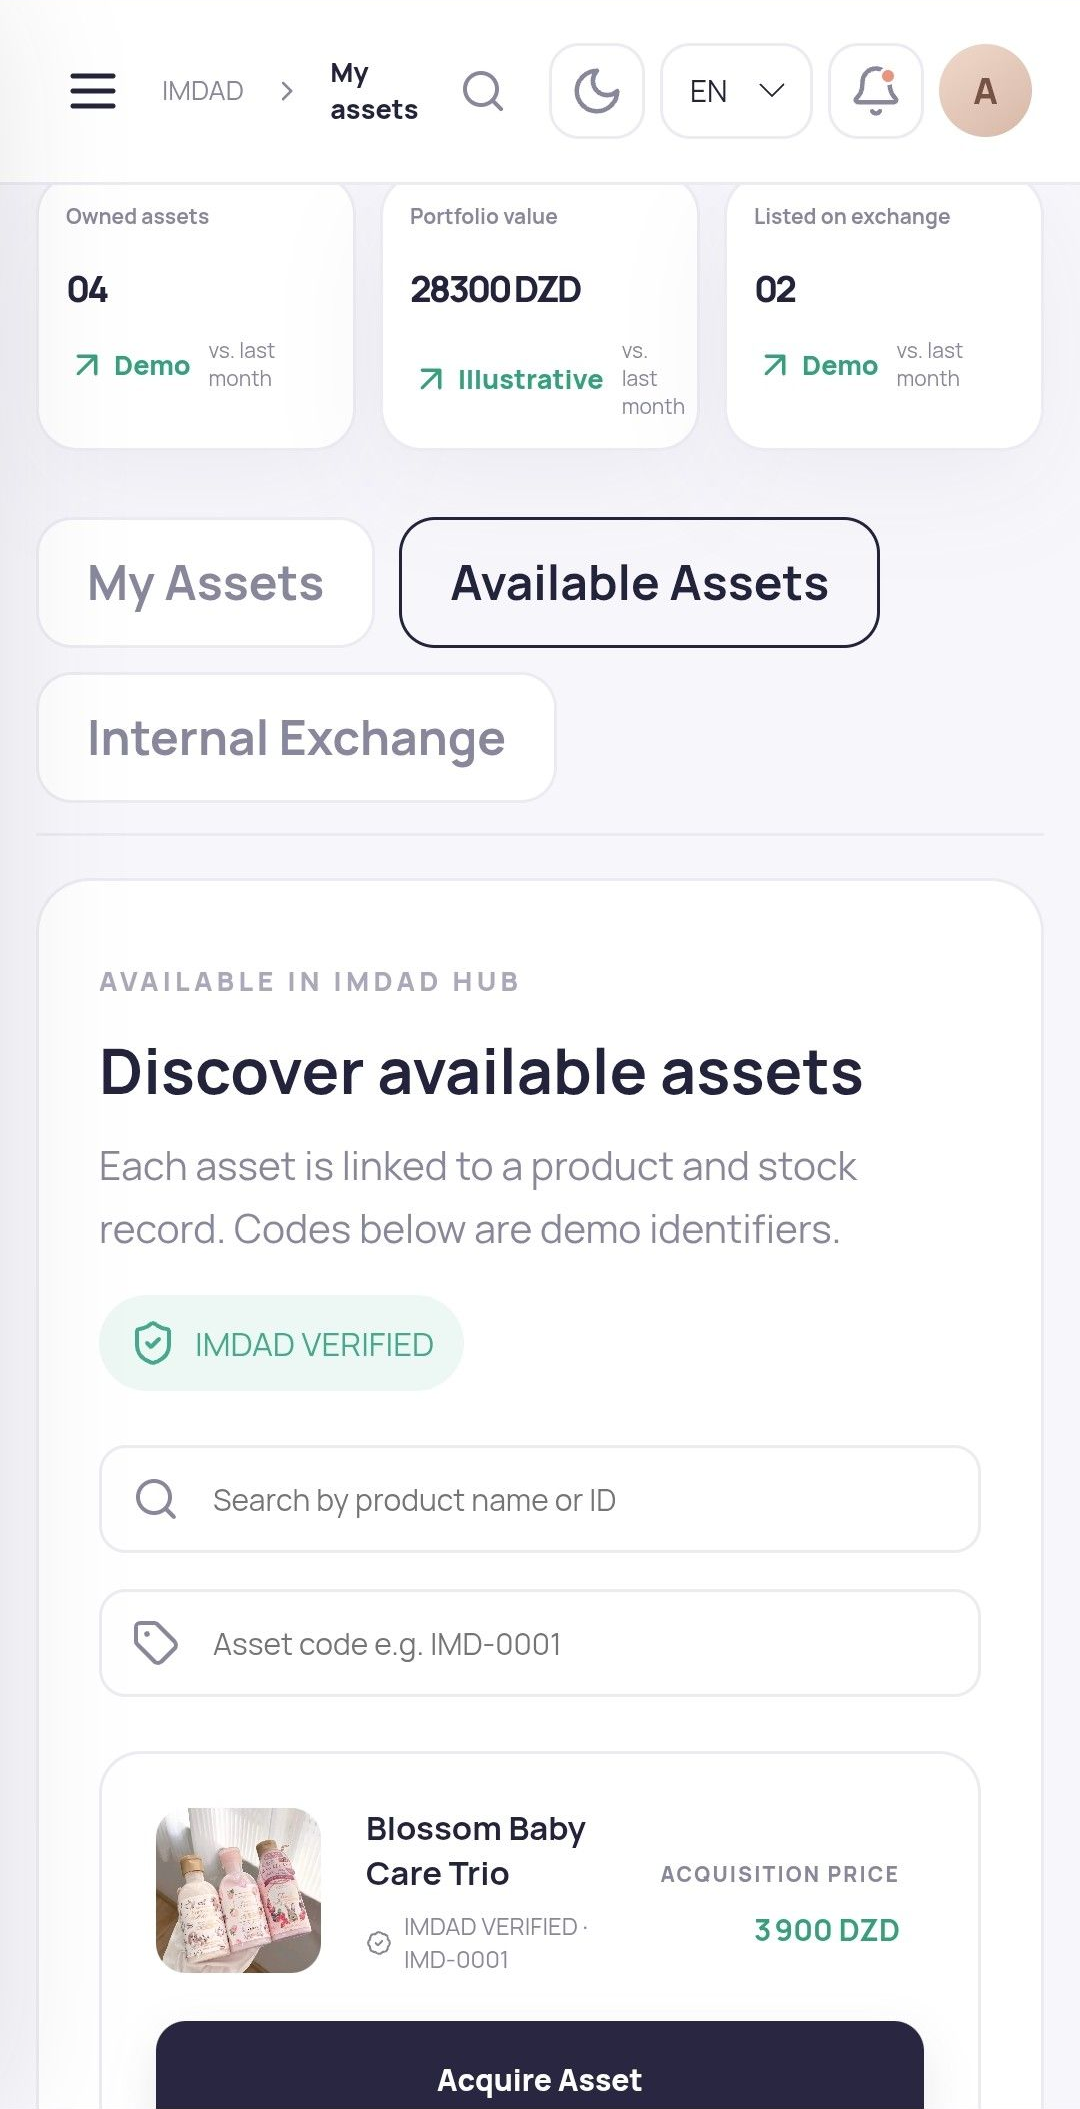 IMDAD
My
assets
EN
A
Owned assets
04
Demo
vs. last
month
Portfolio value
28300 DZD
Illustrative
vs.
last
month
Listed on exchange
02
Demo
vs. last
month
My Assets
Available Assets
Internal Exchange
AVAILABLE IN IMDAD HUB
Discover available assets
Each asset is linked to a product and stock
record. Codes below are demo identifiers.
IMDAD VERIFIED
Search by product name or ID
Asset code e.g. IMD-0001
Blossom Baby
Care Trio
IMDAD VERIFIED ·
IMD-0001
ACQUISITION PRICE
3 900 DZD
Acquire Asset